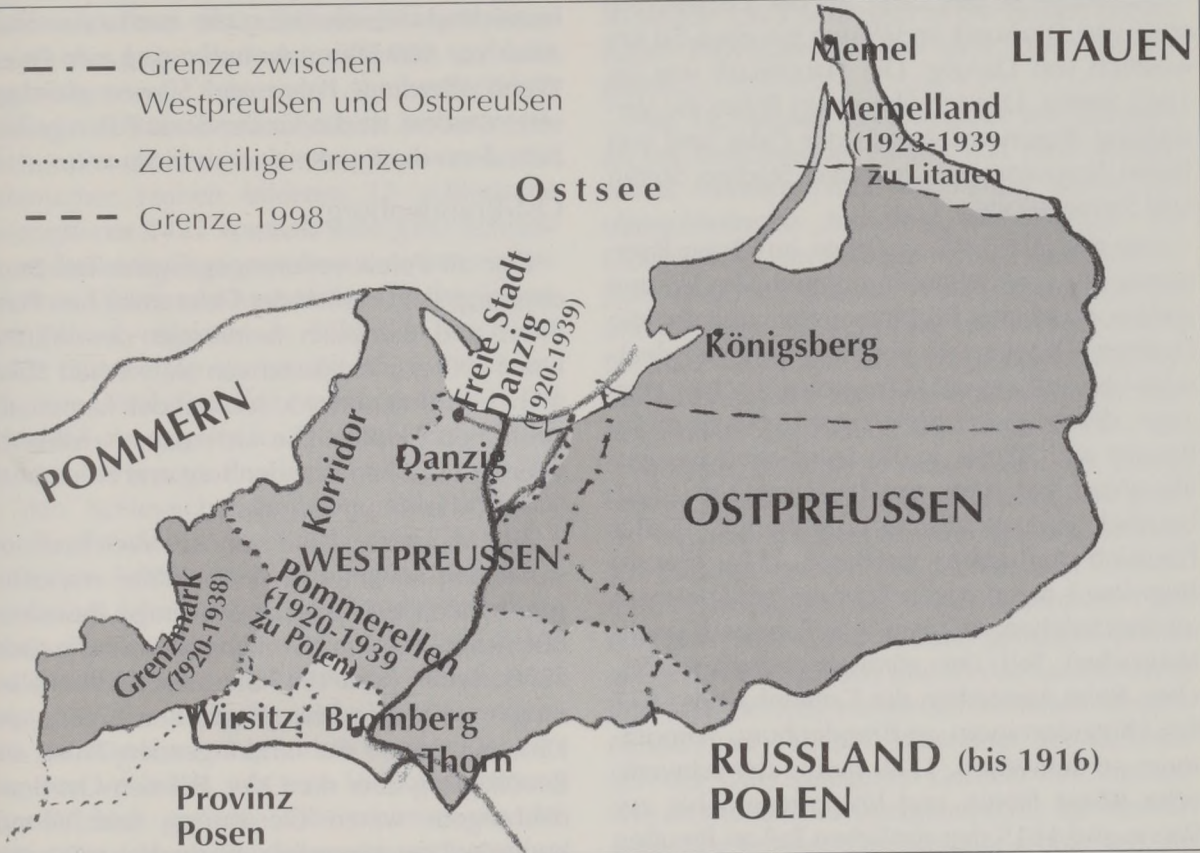 Grenze zwischen
Westpreußen und Ostpreußen
Zeitweilige Grenzen
Grenze 1998
Ostsee
Memel
LITAUEN
Memelland
(1923-1939
zu Litauen
Freie Stadt
Danzig
(1920-1939)
Königsberg
POMMERN
Korridor
Danzig
OSTPREUSSEN
WESTPREUSSEN
Pommerellen
(1920-1939
zu Polen)
Grenzmark
(1920-1938)
Wirsitz
Bromberg
Thorn
RUSSLAND (bis 1916)
POLEN
Provinz
Posen